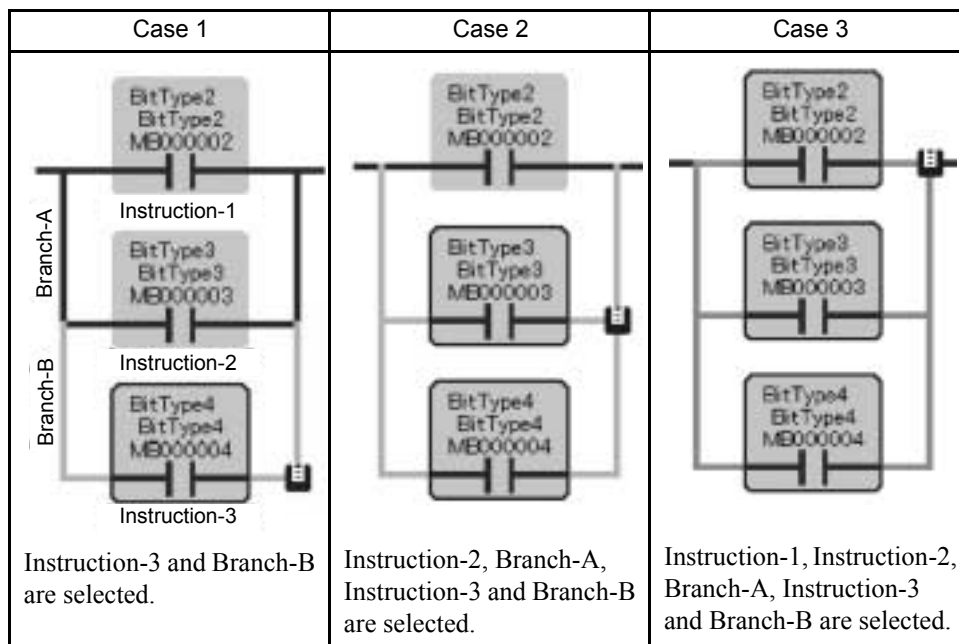 Case 1
Case 2
Case 3
BitType2
BitType2
MB000002
Instruction-1
Branch-A
BitType3
BitType3
MB000003
Instruction-2
Branch-B
BitType4
BitType4
MB000004
Instruction-3
BitType2
BitType2
MB000002
BitType3
BitType3
MB000003
BitType4
BitType4
MB000004
BitType2
BitType2
MB000002
BitType3
BitType3
MB000003
BitType4
BitType4
MB000004
Instruction-3 and Branch-B
are selected.
Instruction-2, Branch-A,
Instruction-3 and Branch-B
are selected.
Instruction-1, Instruction-2,
Branch-A, Instruction-3
and Branch-B are selected.